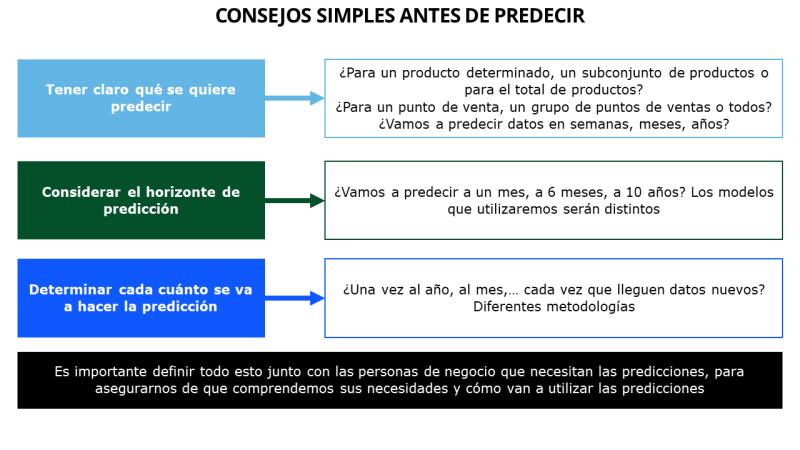 CONSEJOS SIMPLES ANTES DE PREDECIR
Tener claro qué se quiere
predecir
¿Para un producto determinado, un subconjunto de productos o
para el total de productos?
¿Para un punto de venta, un grupo de puntos de ventas o todos?
¿Vamos a predecir datos en semanas, meses, años?
Considerar el horizonte de
predicción
¿Vamos a predecir a un mes, a 6 meses, a 10 años? Los modelos
que utilizaremos serán distintos
Determinar cada cuánto se va
a hacer la predicción
¿Una vez al año, al mes,... cada vez que lleguen datos nuevos?
Diferentes metodologías
Es importante definir todo esto junto con las personas de negocio que necesitan las predicciones, para
asegurarnos de que comprendemos sus necesidades y cómo van a utilizar las predicciones